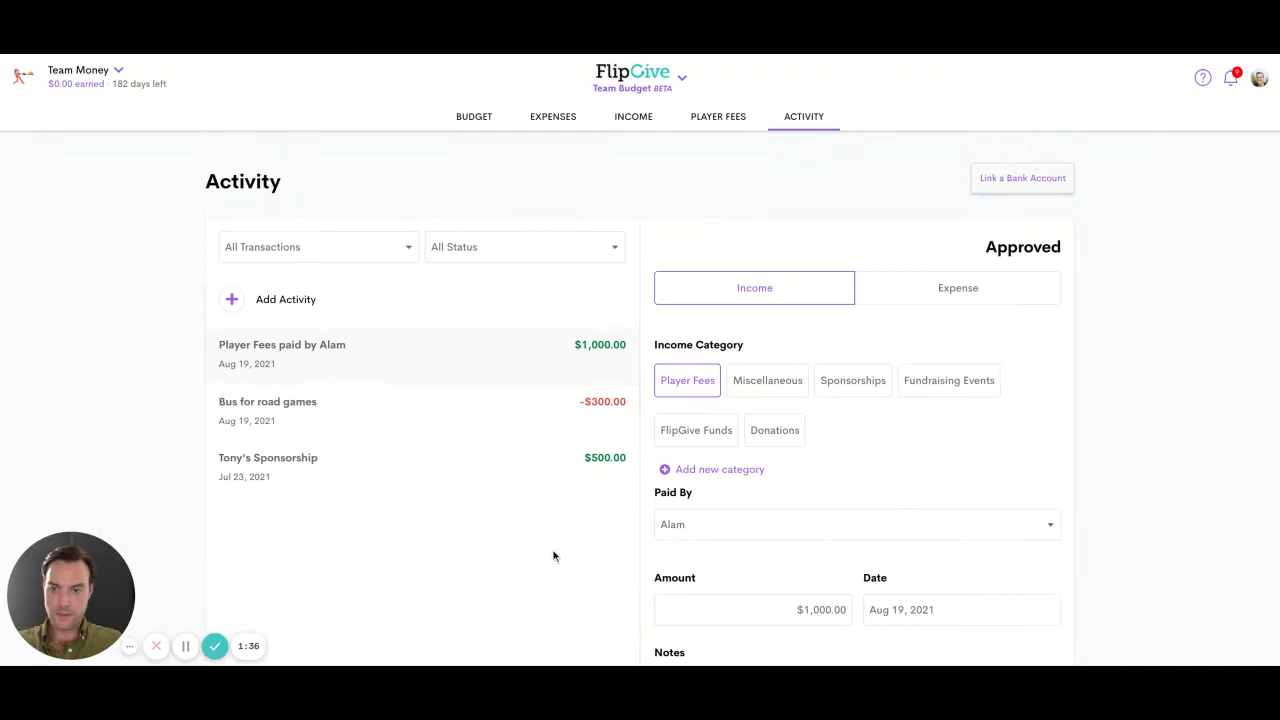 Team Money
$0.00 earned · 182 days left
FlipGive
Team Budget BETA
?
9
BUDGET EXPENSES INCOME PLAYER FEES ACTIVITY
Activity
Link a Bank Account
All Transactions All Status
Approved
Income Expense
+ Add Activity
Player Fees paid by Alam $1,000.00
Aug 19, 2021
Bus for road games -$300.00
Aug 19, 2021
Tony's Sponsorship $500.00
Jul 23, 2021
Income Category
Player Fees Miscellaneous Sponsorships Fundraising Events
FlipGive Funds Donations
Add new category
Paid By
Alam
Amount Date
$1,000.00 Aug 19, 2021
Notes
1:36